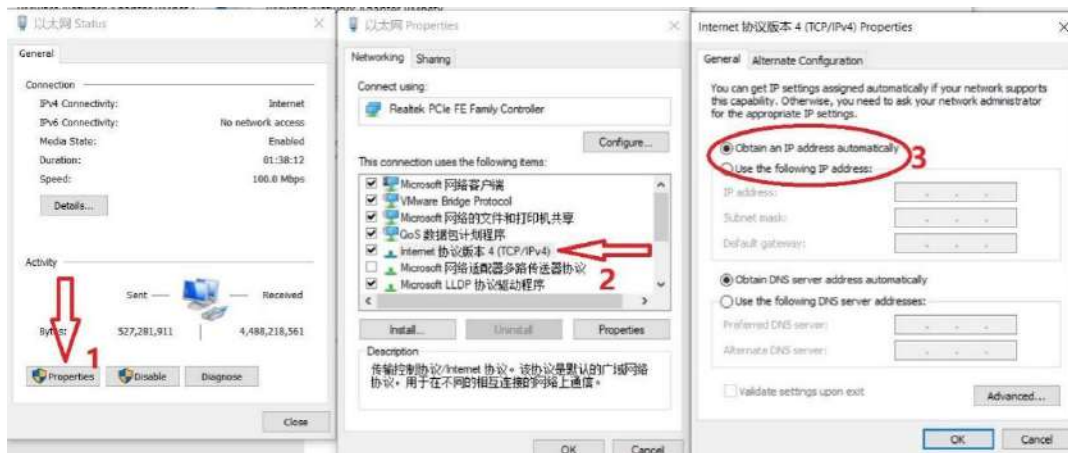 以太网 Status
General
Connection
IPv4 Connectivity: Internet
IPv6 Connectivity: No network access
Media State: Enabled
Duration: 01:38:12
Speed: 100.0 Mbps
Details...
Activity
Sent — — Received
Bytes: 527,281,911 4,488,218,561
1
Properties Disable Diagnose
Close
以太网 Properties
Networking Sharing
Connect using:
Realtek PCIe FE Family Controller
Configure...
This connection uses the following items:
Microsoft 网络客户端
VMware Bridge Protocol
Microsoft 网络的文件和打印机共享
QoS 数据包计划程序
Internet 协议版本 4 (TCP/IPv4)
Microsoft 网络适配器多路传送器协议
2
Microsoft LLDP 协议驱动程序
Install... Uninstall Properties
Description
传输控制协议/Internet 协议。该协议是默认的广域网络
协议，用于在不同的相互连接的网络上通信。
OK Cancel
Internet 协议版本 4 (TCP/IPv4) Properties
General Alternate Configuration
You can get IP settings assigned automatically if your network supports
this capability. Otherwise, you need to ask your network administrator
for the appropriate IP settings.
Obtain an IP address automatically
3
Use the following IP address:
IP address:
Subnet mask:
Default gateway:
Obtain DNS server address automatically
Use the following DNS server addresses:
Preferred DNS server:
Alternate DNS server:
Validate settings upon exit
Advanced...
OK Cancel